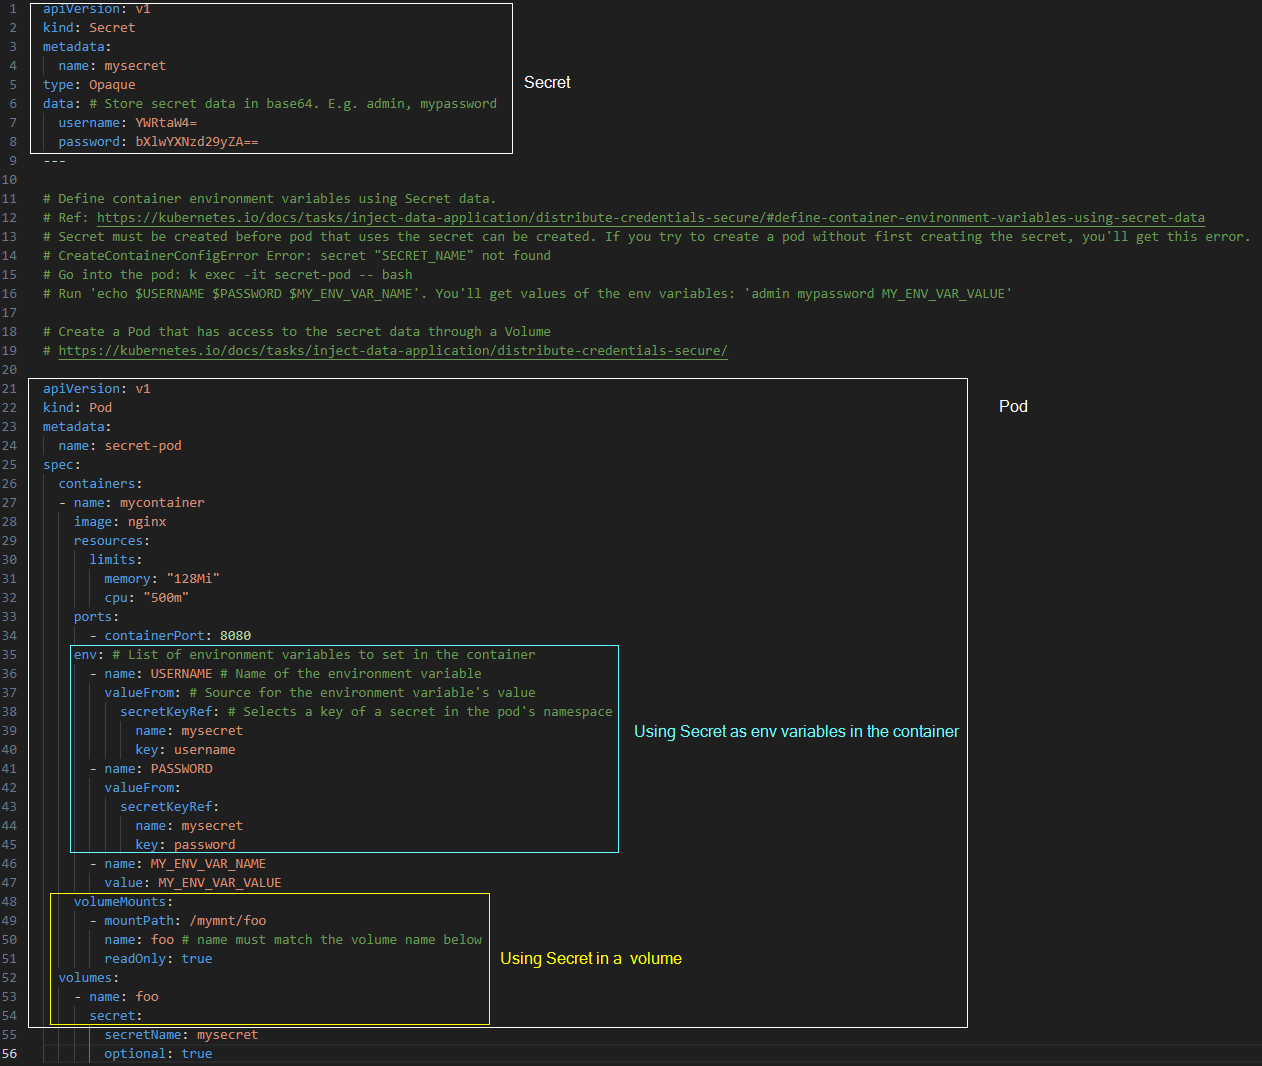 1 apiVersion: v1
2 kind: Secret
3 metadata:
4 name: mysecret
5 type: Opaque
Secret
6 data: # Store secret data in base64. E.g. admin, mypassword
7 username: YWRtaW4=
8 password: bXlwYXNzd29yZA==
9 ---
10
11 # Define container environment variables using Secret data.
12 # Ref: https://kubernetes.io/docs/tasks/inject-data-application/distribute-credentials-secure/#define-container-environment-variables-using-secret-data
13 # Secret must be created before pod that uses the secret can be created. If you try to create a pod without first creating the secret, you'll get this error.
14 # CreateContainerConfigError Error: secret "SECRET_NAME" not found
15 # Go into the pod: k exec -it secret-pod -- bash
16 # Run 'echo $USERNAME $PASSWORD $MY_ENV_VAR_NAME'. You'll get values of the env variables: 'admin mypassword MY_ENV_VAR_VALUE'
17
18 # Create a Pod that has access to the secret data through a Volume
19 # https://kubernetes.io/docs/tasks/inject-data-application/distribute-credentials-secure/
20
21 apiVersion: v1
22 kind: Pod
Pod
23 metadata:
24 name: secret-pod
25 spec:
26 containers:
27 - name: mycontainer
28 image: nginx
29 resources:
30 limits:
31 memory: "128Mi"
32 cpu: "500m"
33 ports:
34 - containerPort: 8080
35 env: # List of environment variables to set in the container
36 - name: USERNAME # Name of the environment variable
37 valueFrom: # Source for the environment variable's value
38 secretKeyRef: # Selects a key of a secret in the pod's namespace
39 name: mysecret
Using Secret as env variables in the container
40 key: username
41 - name: PASSWORD
42 valueFrom:
43 secretKeyRef:
44 name: mysecret
45 key: password
46 - name: MY_ENV_VAR_NAME
47 value: MY_ENV_VAR_VALUE
48 volumeMounts:
49 - mountPath: /mymnt/foo
50 name: foo # name must match the volume name below
51 readOnly: true
Using Secret in a volume
52 volumes:
53 - name: foo
54 secret:
55 secretName: mysecret
56 optional: true